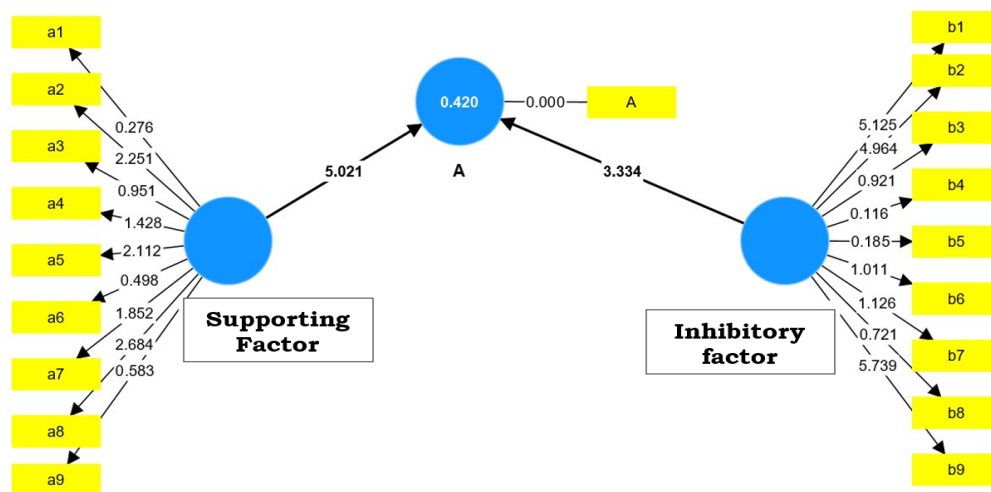 a1
a2
a3
a4
a5
a6
a7
a8
a9
0.276
2.251
0.951
1.428
2.112
0.498
1.852
2.684
0.583
Supporting
Factor
5.021
0.420
A
0.000
A
3.334
Inhibitory
factor
5.125
4.964
0.921
0.116
0.185
1.011
1.126
0.721
5.739
b1
b2
b3
b4
b5
b6
b7
b8
b9